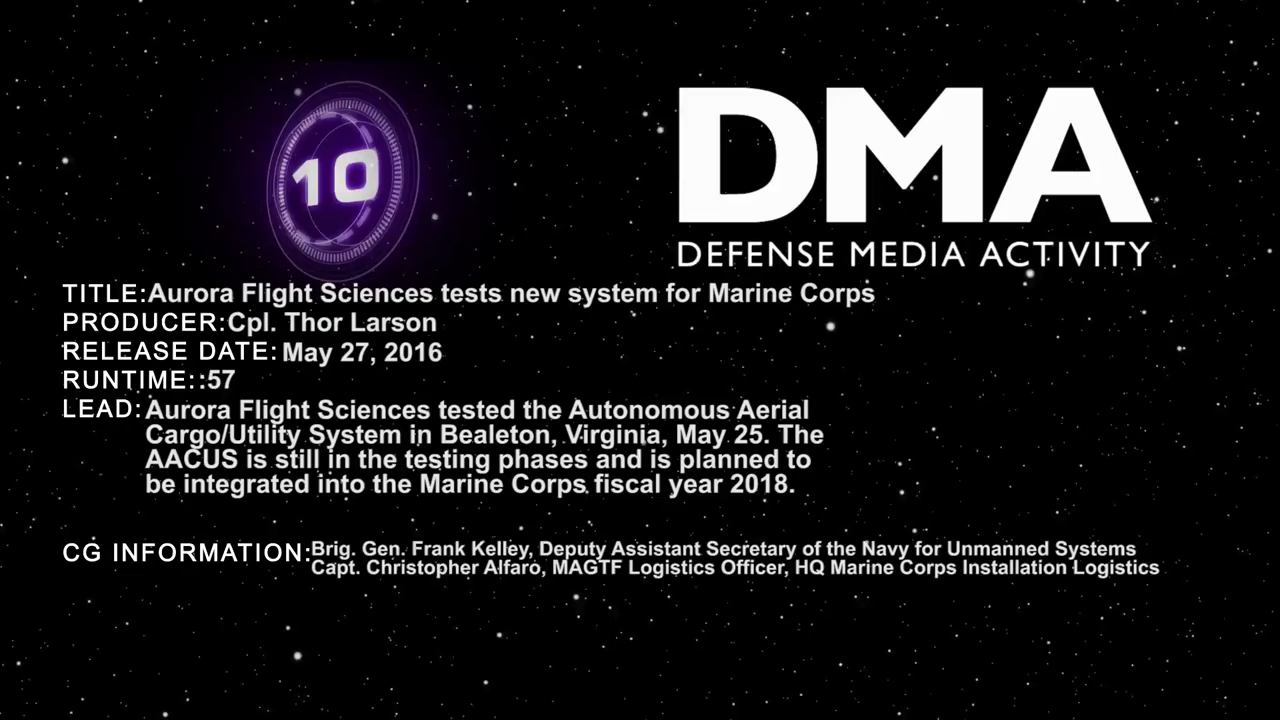 10
DMA
DEFENSE MEDIA ACTIVITY
TITLE:Aurora Flight Sciences tests new system for Marine Corps
PRODUCER:Cpl. Thor Larson
RELEASE DATE: May 27, 2016
RUNTIME::57
LEAD: Aurora Flight Sciences tested the Autonomous Aerial
Cargo/Utility System in Bealeton, Virginia, May 25. The
AACUS is still in the testing phases and is planned to
be integrated into the Marine Corps fiscal year 2018.
CG INFORMATION:Brig. Gen. Frank Kelley, Deputy Assistant Secretary of the Navy for Unmanned Systems
Capt. Christopher Alfaro, MAGTF Logistics Officer, HQ Marine Corps Installation Logistics